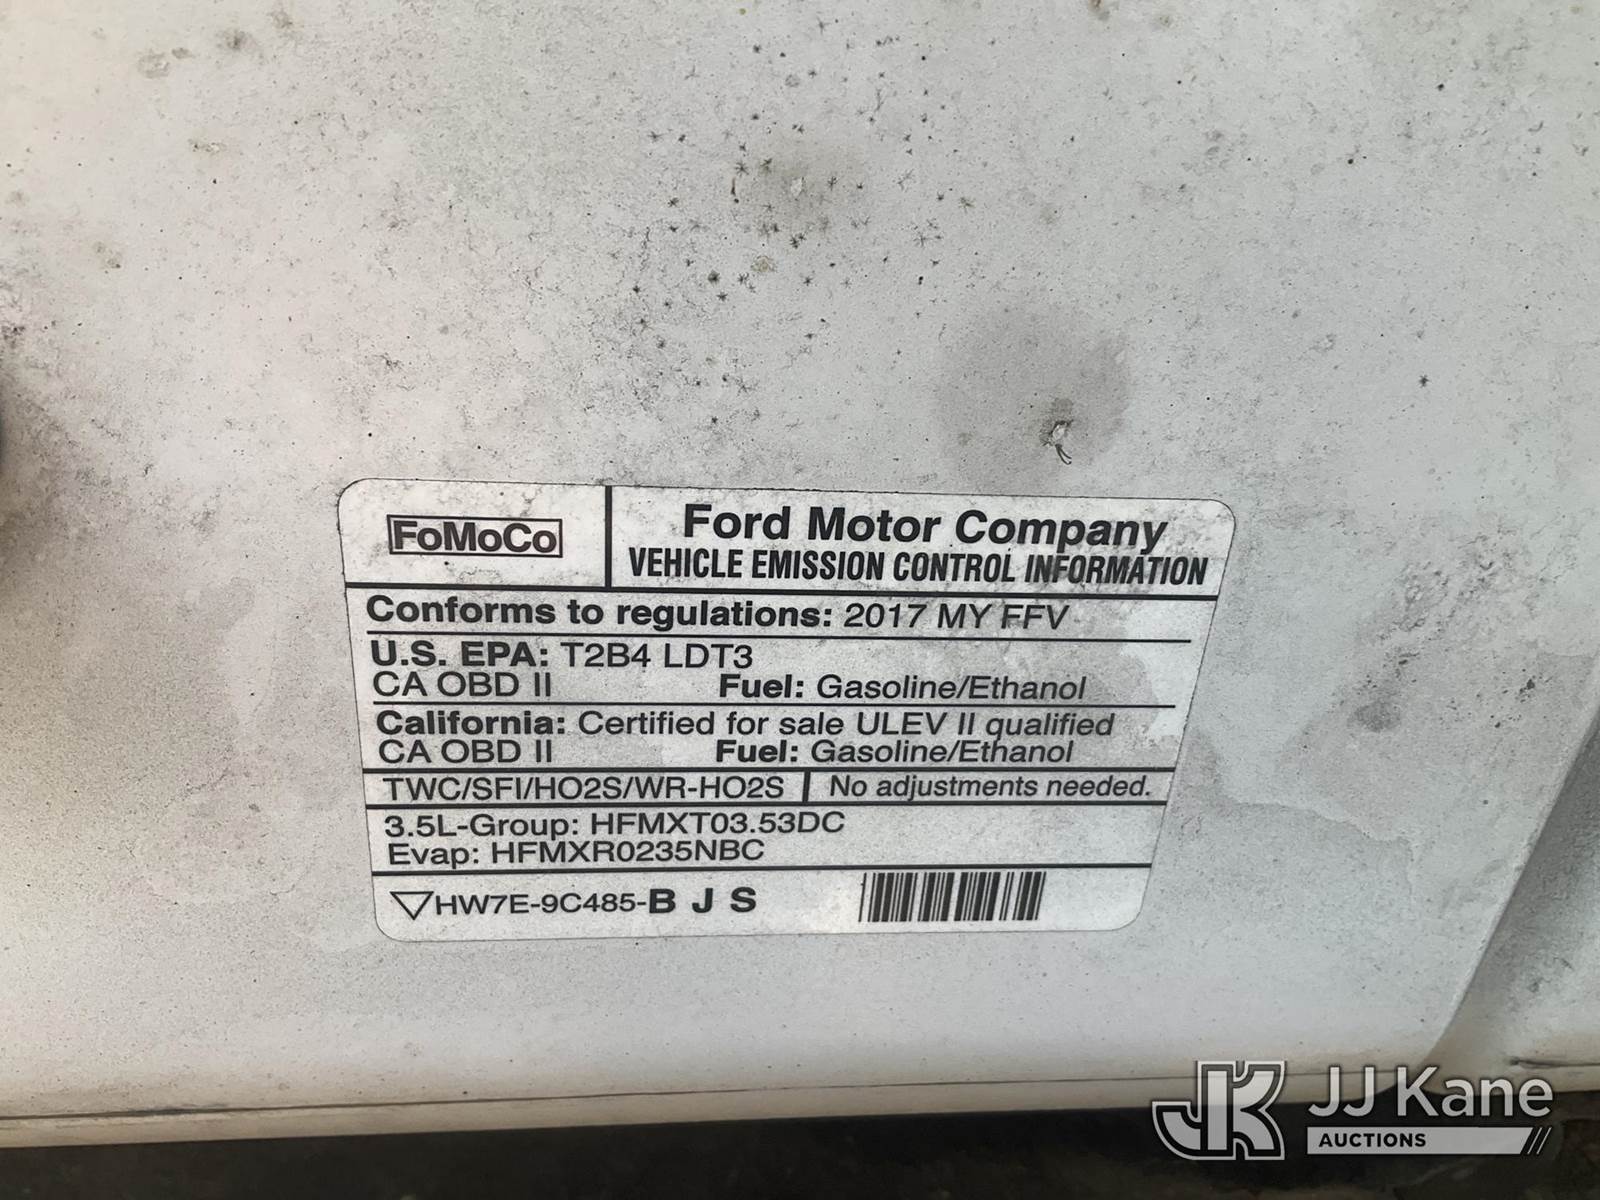 FoMoCo
Ford Motor Company
VEHICLE EMISSION CONTROL INFORMATION
Conforms to regulations: 2017 MY FFV
U.S. EPA: T2B4 LDT3
CA OBD II Fuel: Gasoline/Ethanol
California: Certified for sale ULEV II qualified
CA OBD II Fuel: Gasoline/Ethanol
TWC/SFI/HO2S/WR-HO2S No adjustments needed.
3.5L-Group: HFMXT03.53DC
Evap: HFMXR0235NBC
HW7E-9C485-B J S
JK JJ Kane
AUCTIONS